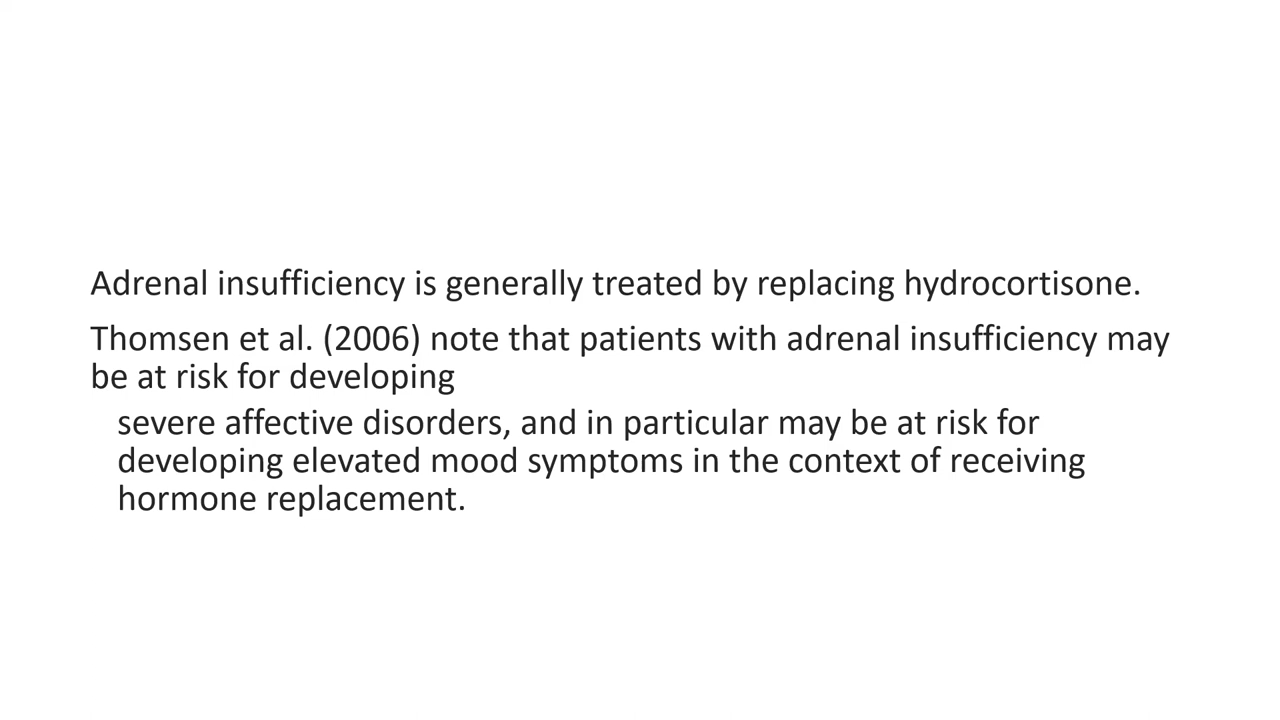 Adrenal insufficiency is generally treated by replacing hydrocortisone.
Thomsen et al. (2006) note that patients with adrenal insufficiency may
be at risk for developing
severe affective disorders, and in particular may be at risk for
developing elevated mood symptoms in the context of receiving
hormone replacement.